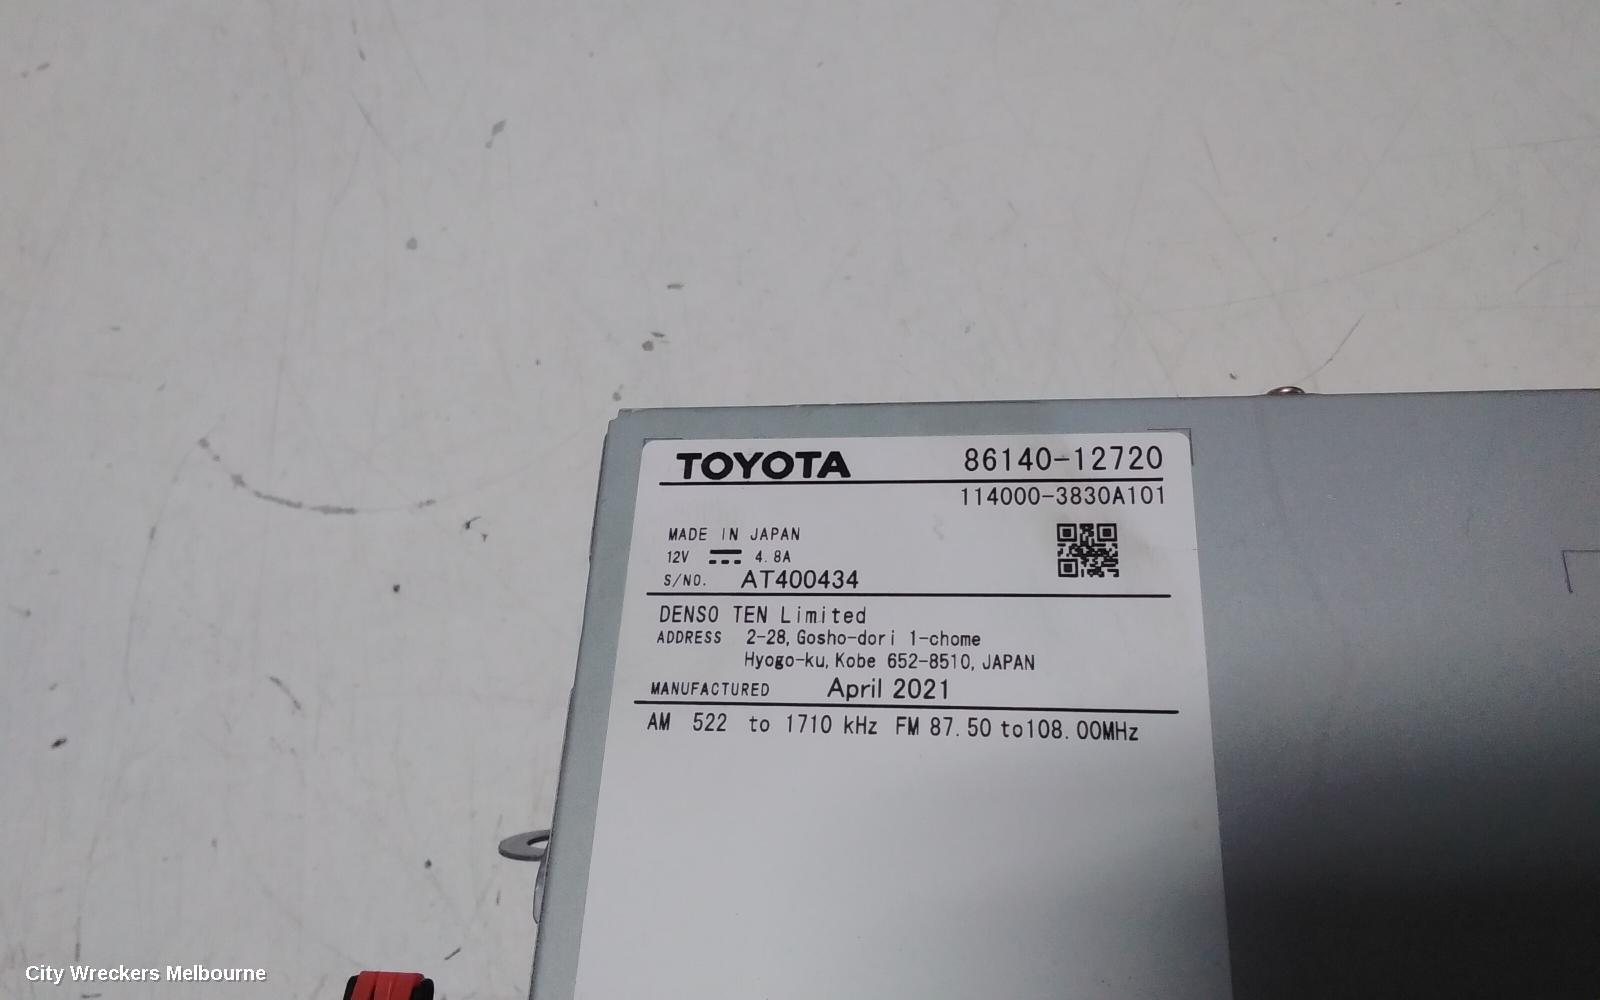 TOYOTA 86140-12720
114000-3830A101
MADE IN JAPAN
12V 4.8A
S/NO. AT400434
DENSO TEN Limited
ADDRESS 2-28, Gosho-dori 1-chome
Hyogo-ku, Kobe 652-8510, JAPAN
MANUFACTURED April 2021
AM 522 to 1710 kHz FM 87.50 to 108.00MHz
City Wreckers Melbourne